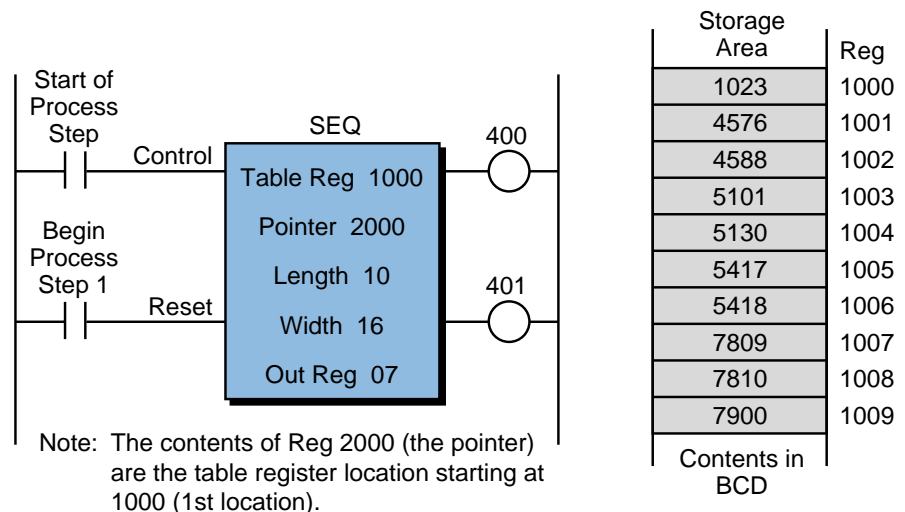 Start of
Process
Step
Control
Begin
Process
Step 1
Reset
SEQ
Table Reg 1000
Pointer 2000
Length 10
Width 16
Out Reg 07
400
401
Note: The contents of Reg 2000 (the pointer)
are the table register location starting at
1000 (1st location).
Storage
Area
Reg
1023 1000
4576 1001
4588 1002
5101 1003
5130 1004
5417 1005
5418 1006
7809 1007
7810 1008
7900 1009
Contents in
BCD